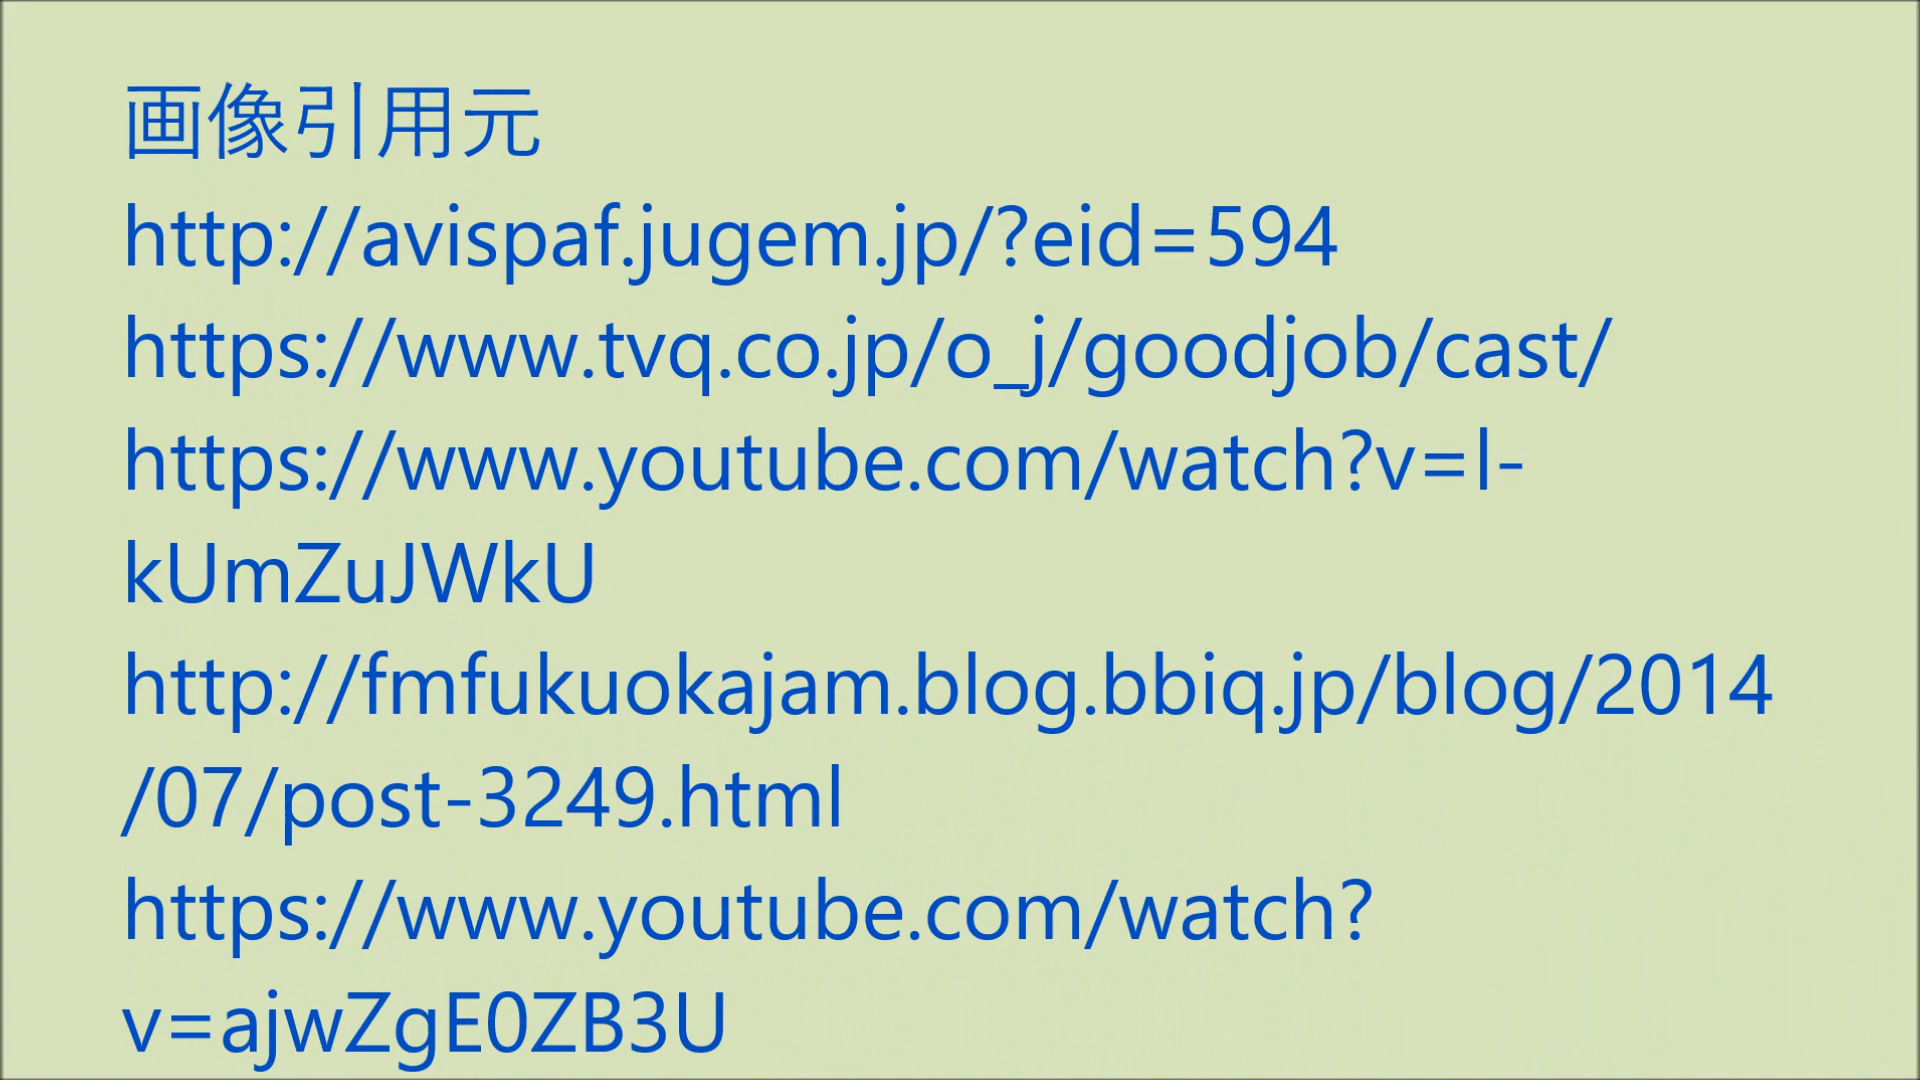 画像引用元
http://avispaf.jugem.jp/?eid=594
https://www.tvq.co.jp/o_j/goodjob/cast/
https://www.youtube.com/watch?v=l-
kUmZuJWkU
http://fmfukuokajam.blog.bbiq.jp/blog/2014
/07/post-3249.html
https://www.youtube.com/watch?
v=ajwZgE0ZB3U